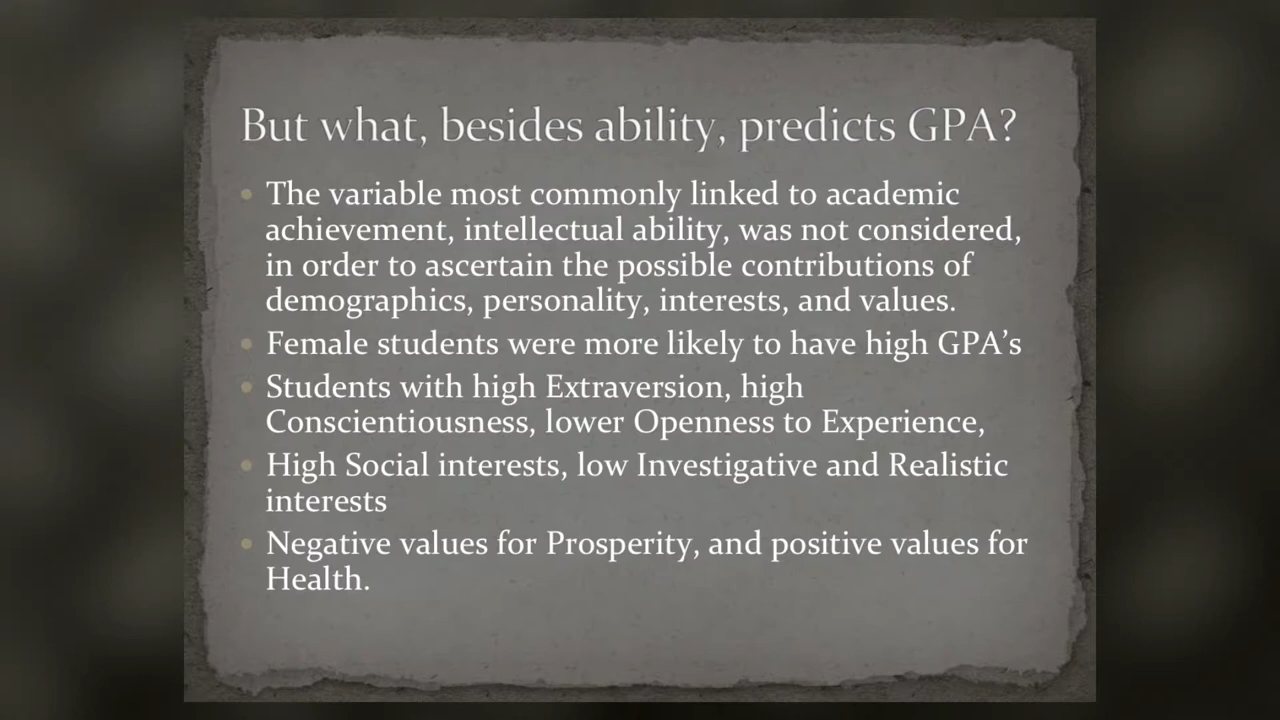 But what, besides ability, predicts GPA?
The variable most commonly linked to academic
achievement, intellectual ability, was not considered,
in order to ascertain the possible contributions of
demographics, personality, interests, and values.
Female students were more likely to have high GPA’s
Students with high Extraversion, high
Conscientiousness, lower Openness to Experience,
High Social interests, low Investigative and Realistic
interests
Negative values for Prosperity, and positive values for
Health.